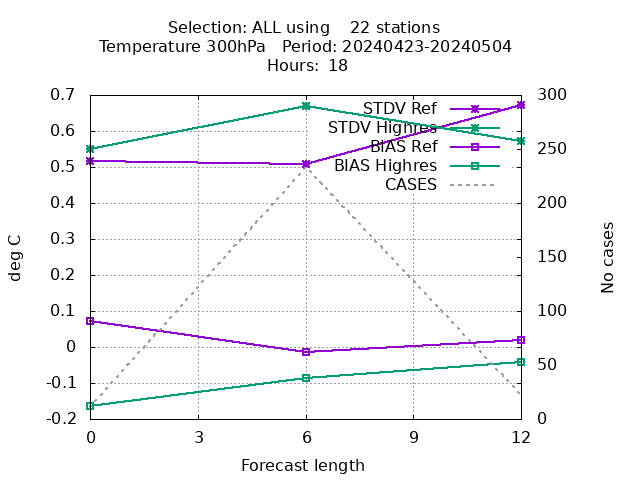 Selection: ALL using    22 stations
Temperature 300hPa   Period: 20240423-20240504
Hours: 18
0.7
0.6
0.5
0.4
0.3
0.2
0.1
0
-0.1
-0.2
deg C
300
250
200
150
100
50
0
No cases
STDV Ref
STDV Highres
BIAS Ref
BIAS Highres
CASES
0
3
6
9
12
Forecast length